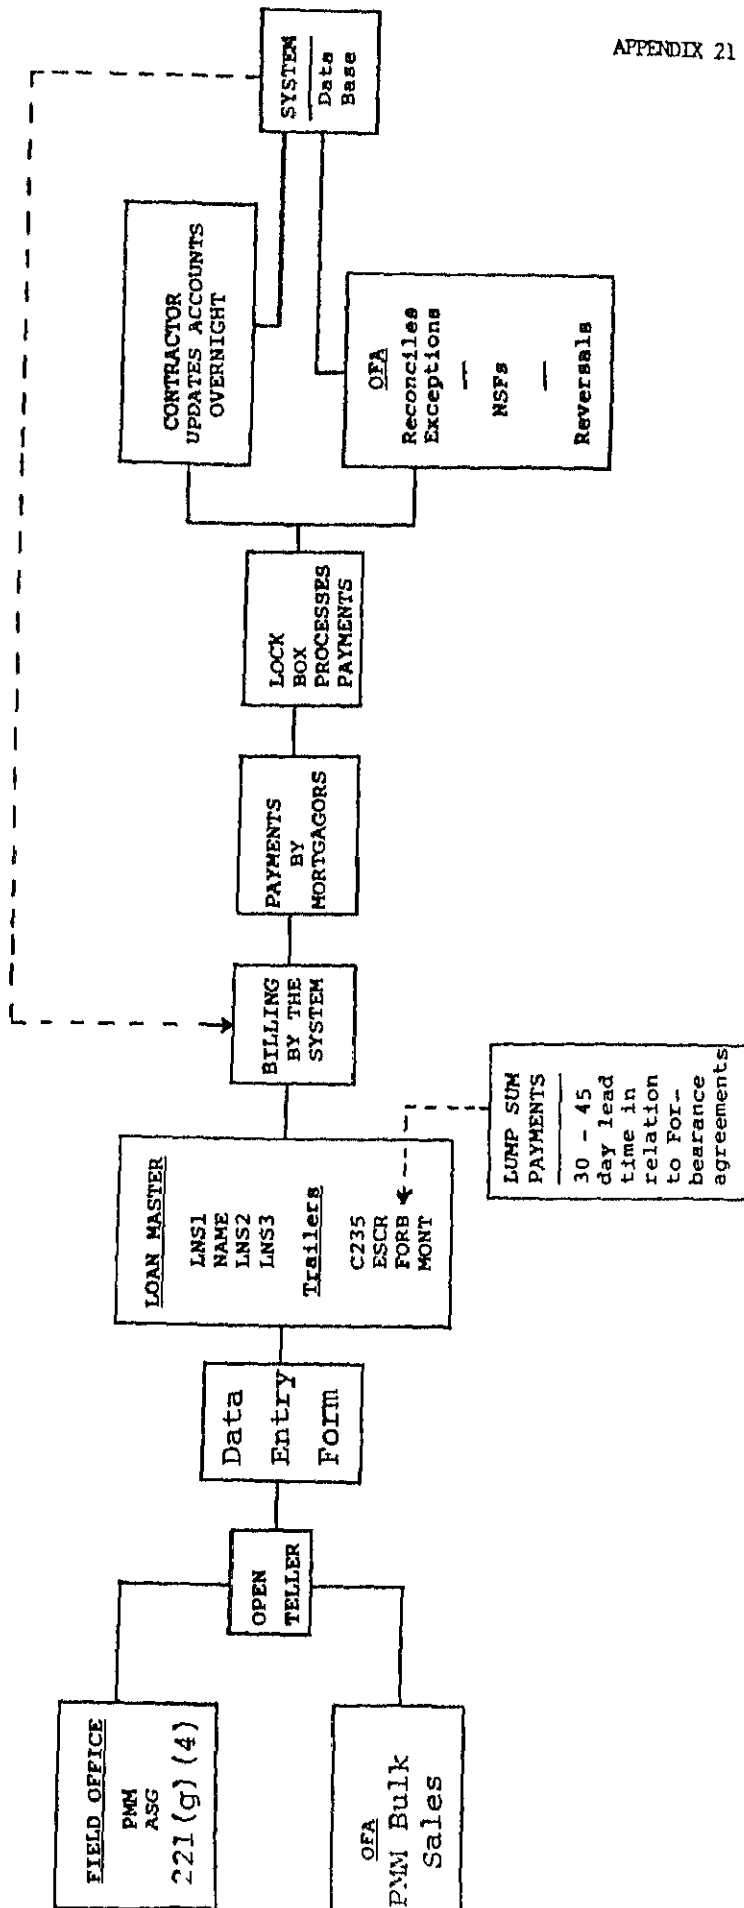 APPENDIX 21
FIELD OFFICE
PMM
ASG
221(g)(4)
OFA
PMM Bulk
Sales
OPEN
TELLER
Data
Entry
Form
LOAN MASTER
LNS1
NAME
LNS2
LNS3
Trailers
C235
ESCR
FORB
MONT
LUMP SUM
PAYMENTS
30 - 45
day lead
time in
relation
to For-
bearance
agreements
BILLING
BY THE
SYSTEM
PAYMENTS
BY
MORTGAGORS
LOCK
BOX
PROCESSES
PAYMENTS
CONTRACTOR
UPDATES ACCOUNTS
OVERNIGHT
OFA
Reconciles
Exceptions
NSFs
Reversals
SYSTEM
Data
Base